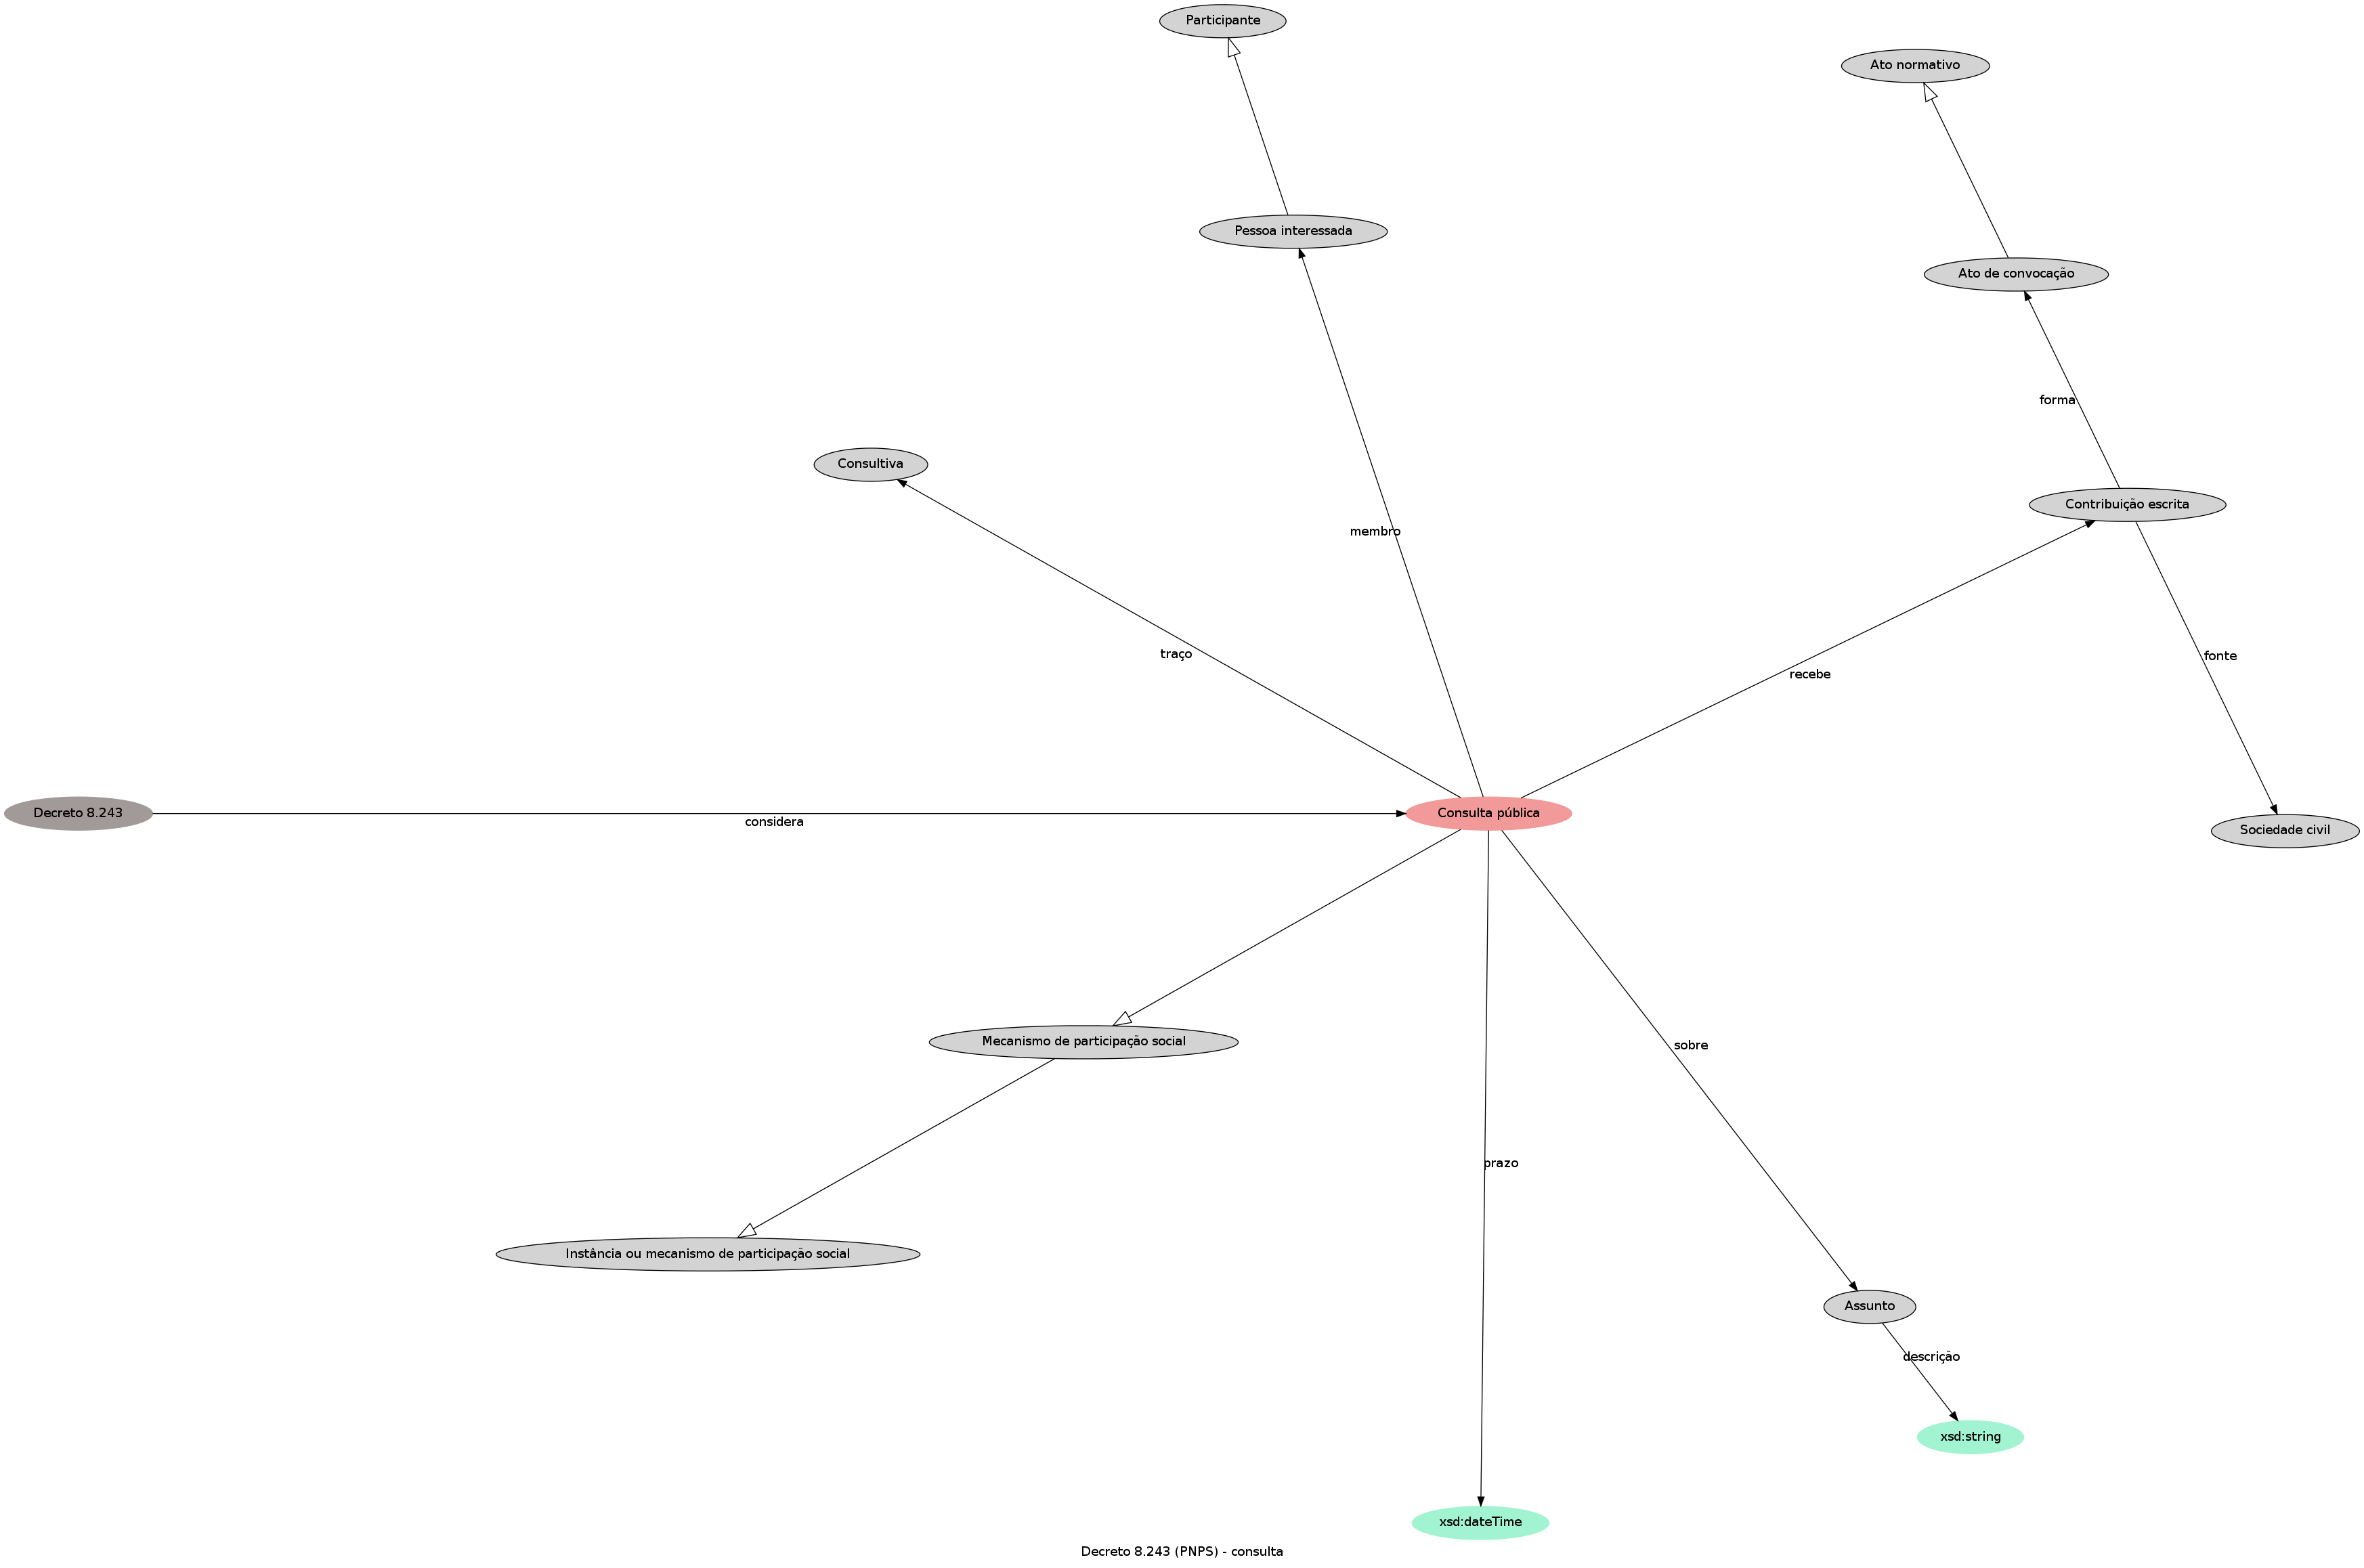 Participante
Ato normativo
Pessoa interessada
Ato de convocação
forma
Consultiva
Contribuição escrita
membro
traço
fonte
recebe
Decreto 8.243
Consulta pública
considera
Sociedade civil
Mecanismo de participação social
sobre
prazo
Instância ou mecanismo de participação social
Assunto
descrição
xsd:string
xsd:dateTime
Decreto 8.243 (PNPS) - consulta